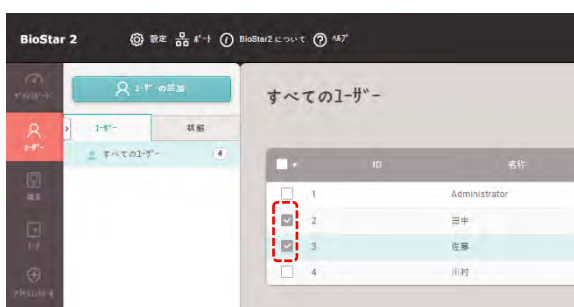 BioStar 2
設定
ﾎﾟｰﾄ
BioStar2 について
ﾍﾙﾌﾟ
ﾕｰｻﾞｰの追加
ﾕｰｻﾞｰ
状態
すべてのﾕｰｻﾞｰ
4
すべてのﾕｰｻﾞｰ
ID
名称
1 Administrator
2 田中
3 佐藤
4 川村
ﾕｰｻﾞｰ